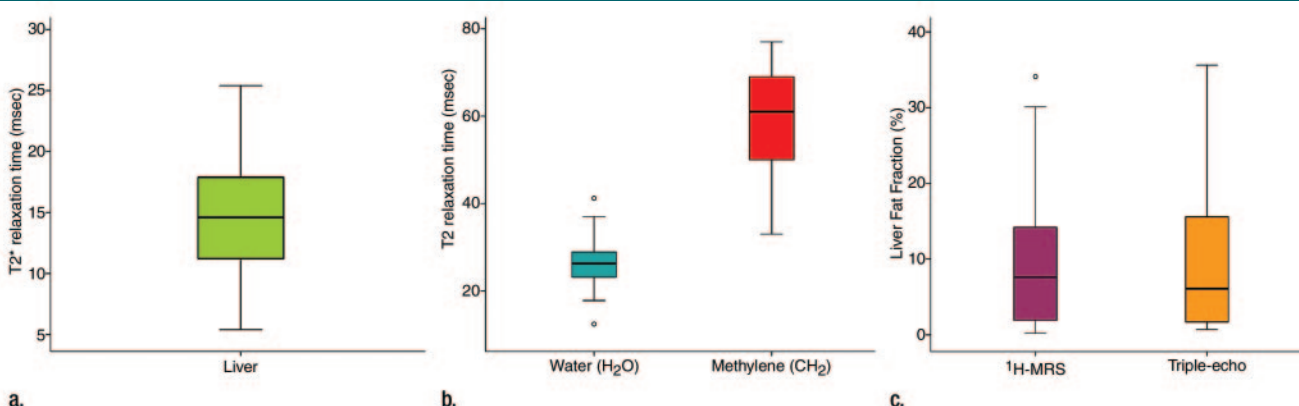 30
25
20
15
10
5
T2* relaxation time (msec)
Liver
a.
80
60
40
20
T2 relaxation time (msec)
Water (H₂O)
Methylene (CH₂)
b.
40
30
20
10
0
Liver Fat Fraction (%)
¹H-MRS
Triple-echo
c.